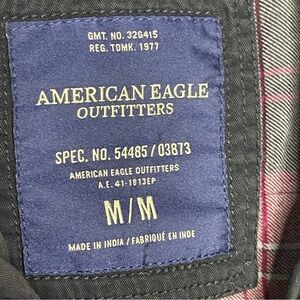 GMT. NO. 32G415
REG. TDMK. 1977
AMERICAN EAGLE
OUTFITTERS
SPEC. NO. 54485 / 03873
AMERICAN EAGLE OUTFITTERS
A.E. 41-1813EP
M/M
MADE IN INDIA / FABRIQUÉ EN INDE